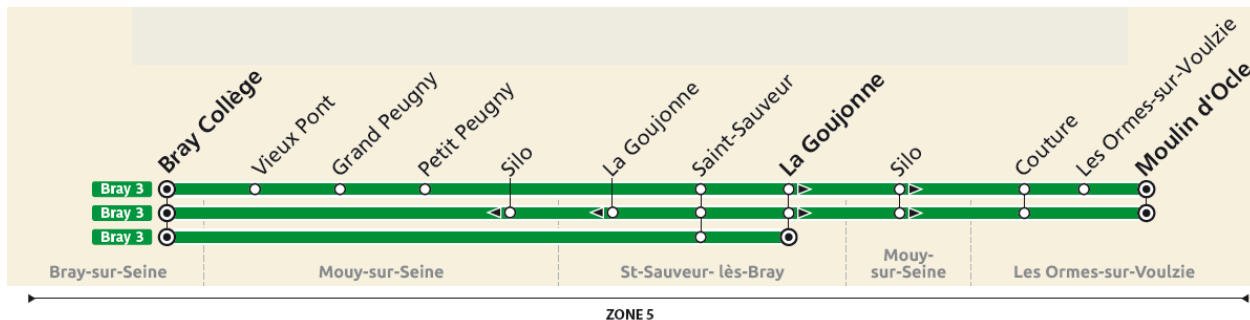 Bray Collège
Vieux Pont
Grand Peugny
Petit Peugny
Silo
La Goujonne
Saint-Sauveur
La Goujonne
Silo
Couture
Les Ormes-sur-Voulzie
Moulin d'Ocle
Bray 3
Bray 3
Bray 3
Bray-sur-Seine
Mouy-sur-Seine
St-Sauveur- lès-Bray
Mouy-
sur-Seine
Les Ormes-sur-Voulzie
ZONE 5